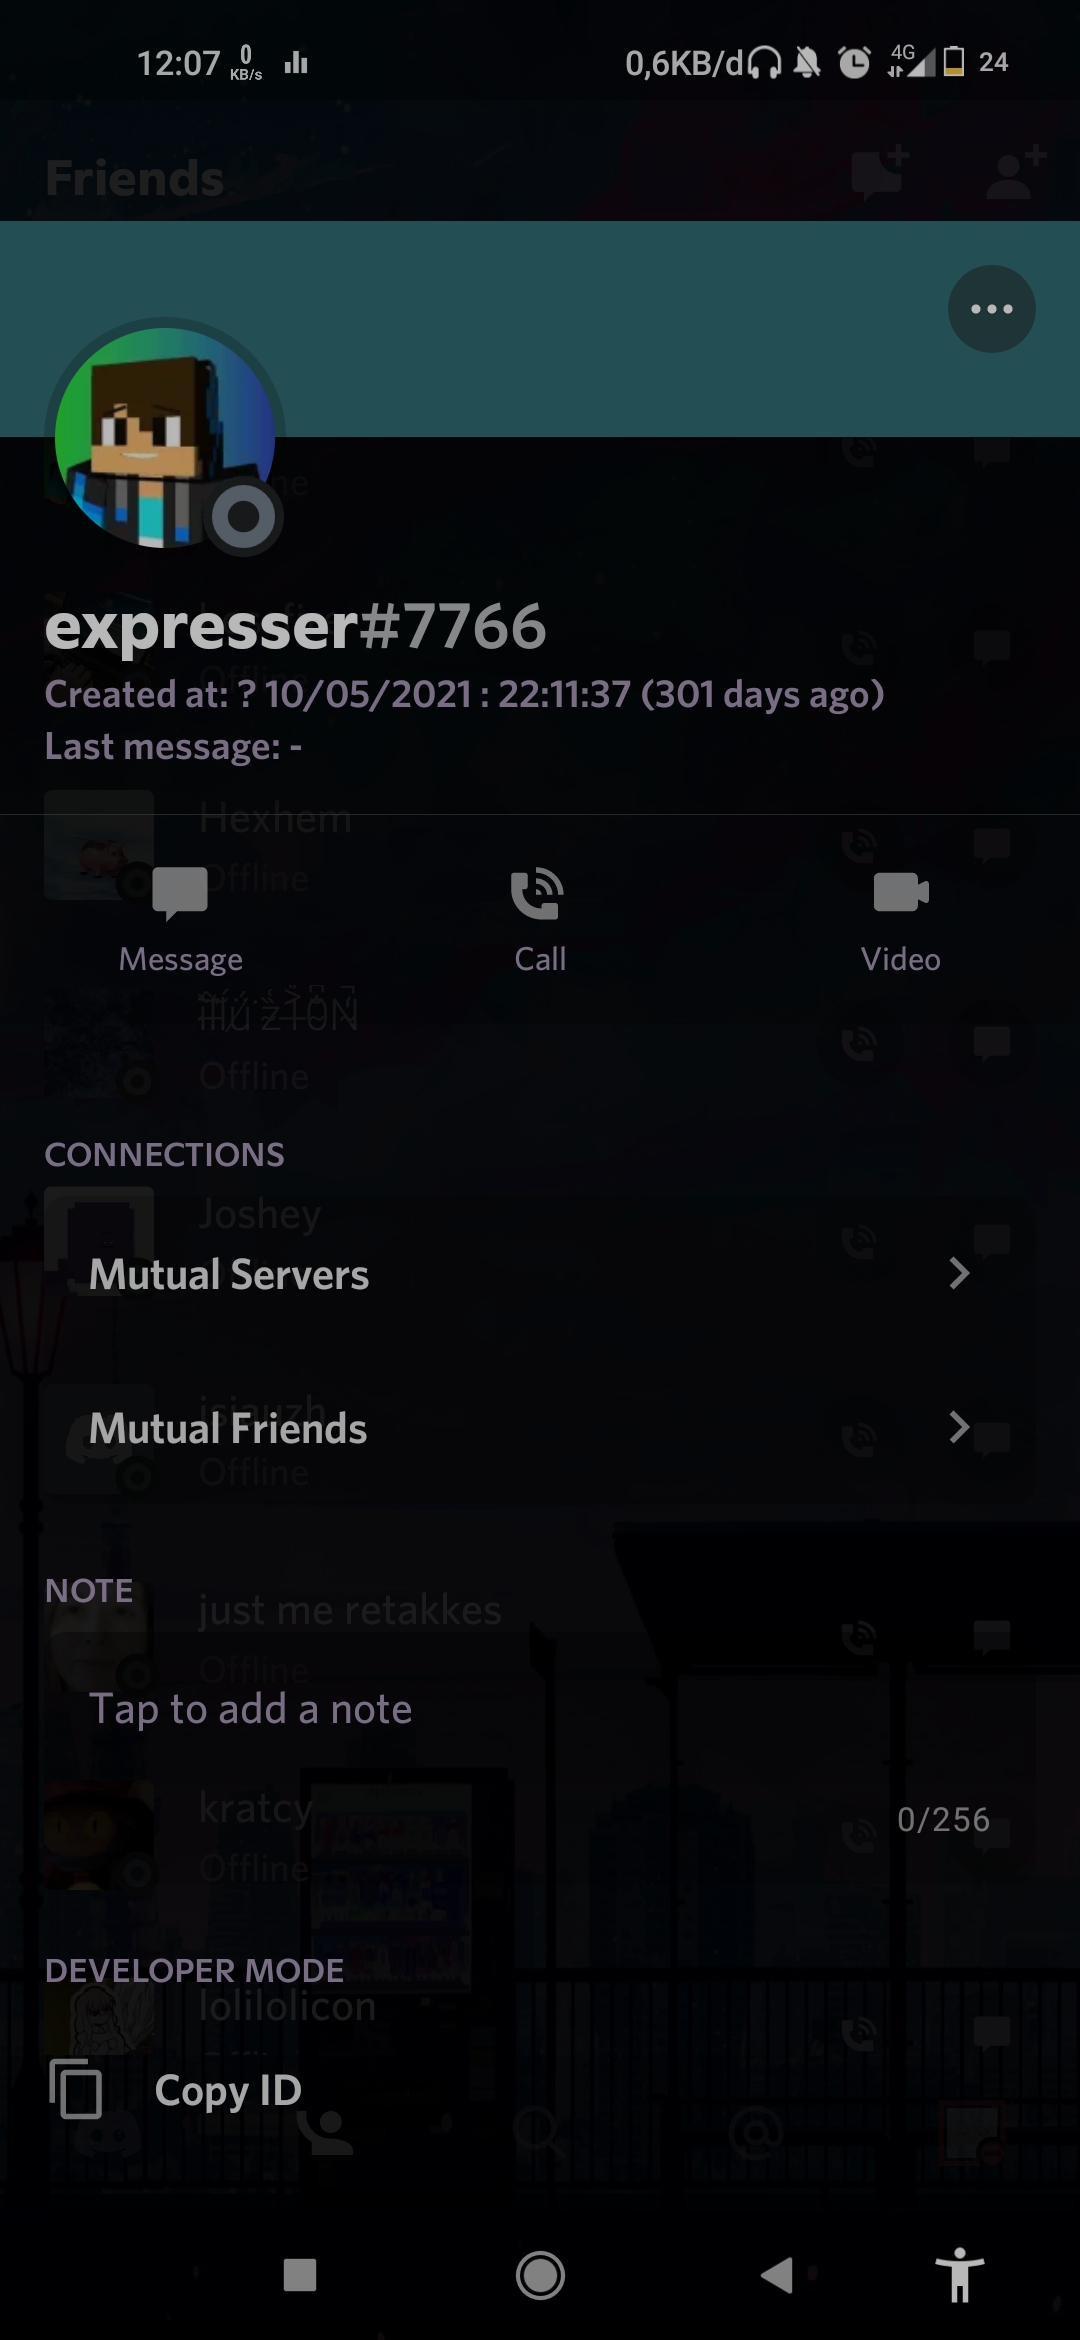 12:07 0 KB/s 0,6KB/d 4G 24
Friends
ne
expresser#7766
Offline
Created at: ? 10/05/2021 : 22:11:37 (301 days ago)
Last message: -
Hexhem
Offline
Message Call Video
Offline
CONNECTIONS
Joshey
Mutual Servers
Mutual Friends
Offline
NOTE
just me retakkes
Offline
Tap to add a note
kratcy
0/256
Offline
DEVELOPER MODE
lolilolicon
Copy ID